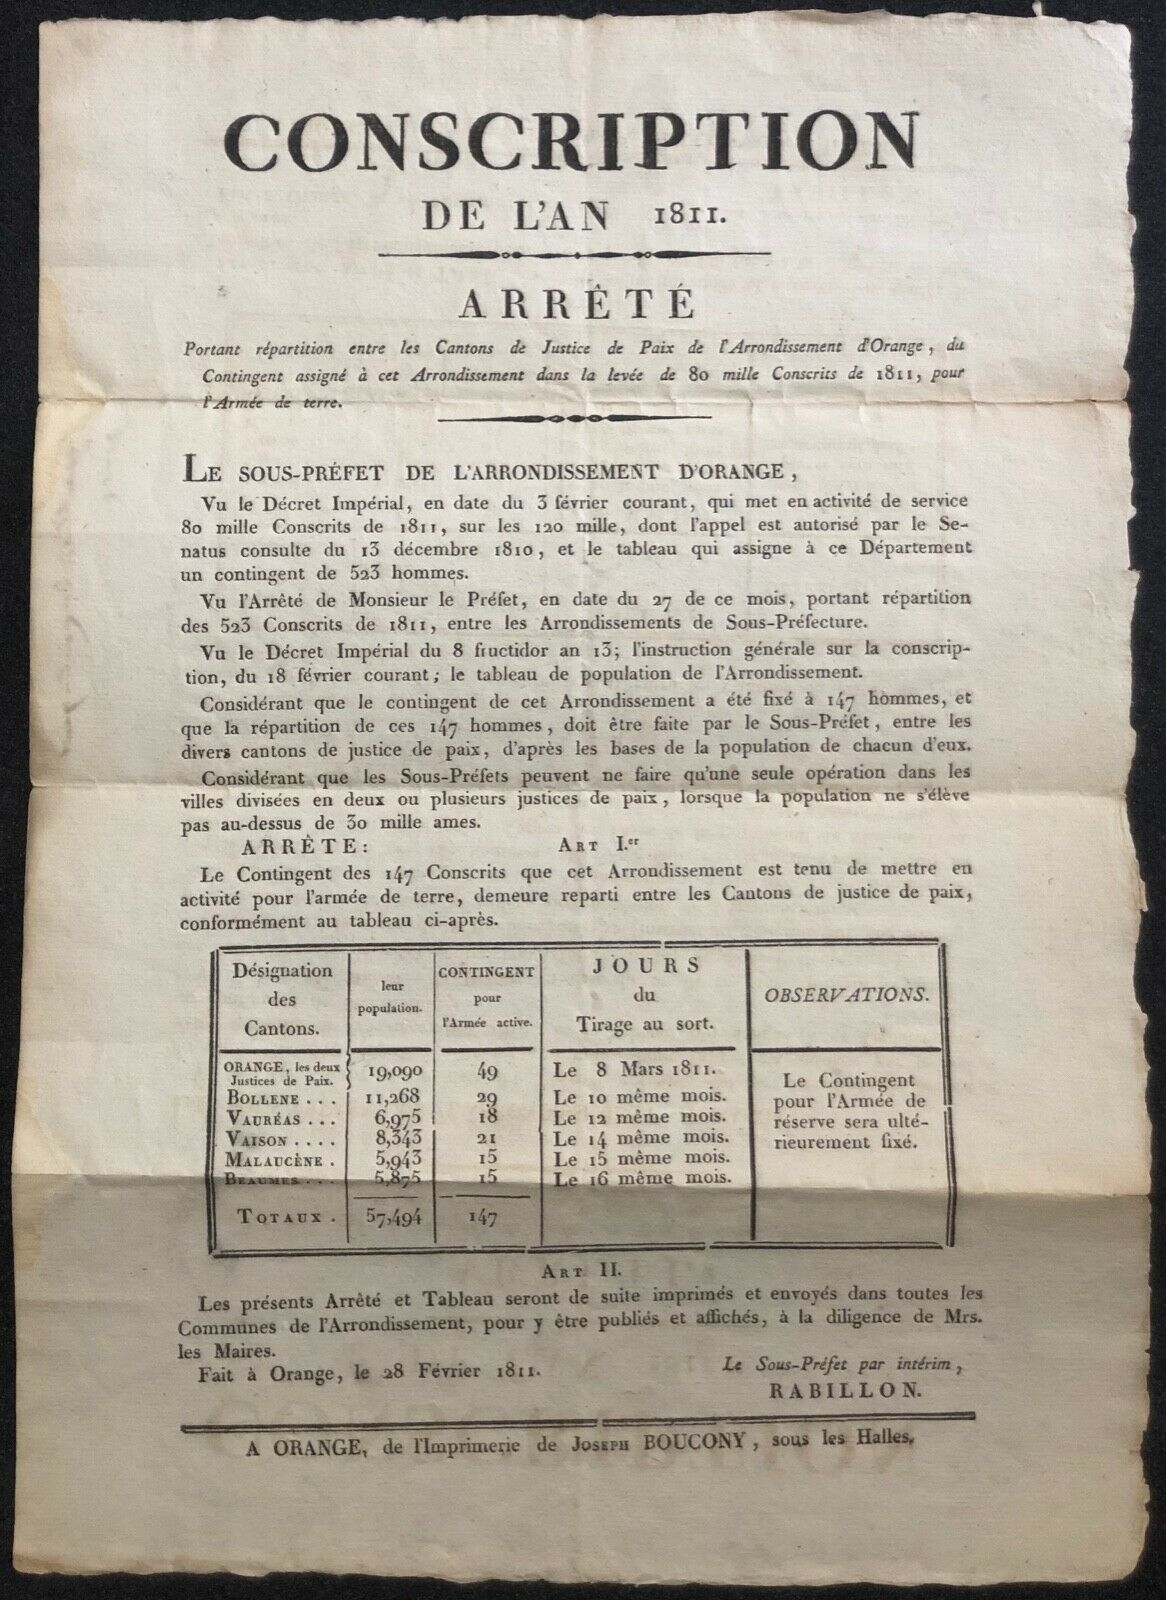 CONSCRIPTION
DE L'AN 1811.
ARRÊTÉ
Portant répartition entre les Cantons de Justice de Paix de l'Arrondissement d'Orange, du
Contingent assigné à cet Arrondissement dans la levée de 80 mille Conscrits de 1811, pour
l'Armée de terre.
LE SOUS-PRÉFET DE L'ARRONDISSEMENT D'ORANGE,
Vu le Décret Impérial, en date du 3 février courant, qui met en activité de service
80 mille Conscrits de 1811, sur les 120 mille, dont l'appel est autorisé par le Se-
natus consulte du 13 décembre 1810, et le tableau qui assigne à ce Département
un contingent de 523 hommes.
Vu l'Arrêté de Monsieur le Préfet, en date du 27 de ce mois, portant répartition
des 523 Conscrits de 1811, entre les Arrondissements de Sous-Préfecture.
Vu le Décret Impérial du 8 fructidor an 13; l'instruction générale sur la conscrip-
tion, du 18 février courant; le tableau de population de l'Arrondissement.
Considérant que le contingent de cet Arrondissement a été fixé à 147 hommes, et
que la répartition de ces 147 hommes, doit être faite par le Sous-Préfet, entre les
divers cantons de justice de paix, d'après les bases de la population de chacun d'eux.
Considérant que les Sous-Préfets peuvent ne faire qu'une seule opération dans les
villes divisées en deux ou plusieurs justices de paix, lorsque la population ne s'élève
pas au-dessus de 30 mille ames.
ARRÊTE: ART I.er
Le Contingent des 147 Conscrits que cet Arrondissement est tenu de mettre en
activité pour l'armée de terre, demeure reparti entre les Cantons de justice de paix,
conformément au tableau ci-après.
Désignation des Cantons. leur population. CONTINGENT pour l'Armée active. JOURS du Tirage au sort. OBSERVATIONS.
ORANGE, les deux Justices de Paix. 19,090 49 Le 8 Mars 1811.
BOLLENE ... 11,268 29 Le 10 même mois.
VAURÉAS ... 6,975 18 Le 12 même mois.
VAISON .... 8,343 21 Le 14 même mois.
MALAUCÈNE . 5,943 15 Le 15 même mois.
BEAUMES ... 5,875 15 Le 16 même mois.
TOTAUX . 57,494 147
Le Contingent
pour l'Armée de
réserve sera ulté-
rieurement fixé.
ART II.
Les présents Arrêté et Tableau seront de suite imprimés et envoyés dans toutes les
Communes de l'Arrondissement, pour y être publiés et affichés, à la diligence de Mrs.
les Maires.
Fait à Orange, le 28 Février 1811.
Le Sous-Préfet par intérim,
RABILLON.
A ORANGE, de l'Imprimerie de JOSEPH BOUCONY, sous les Halles.